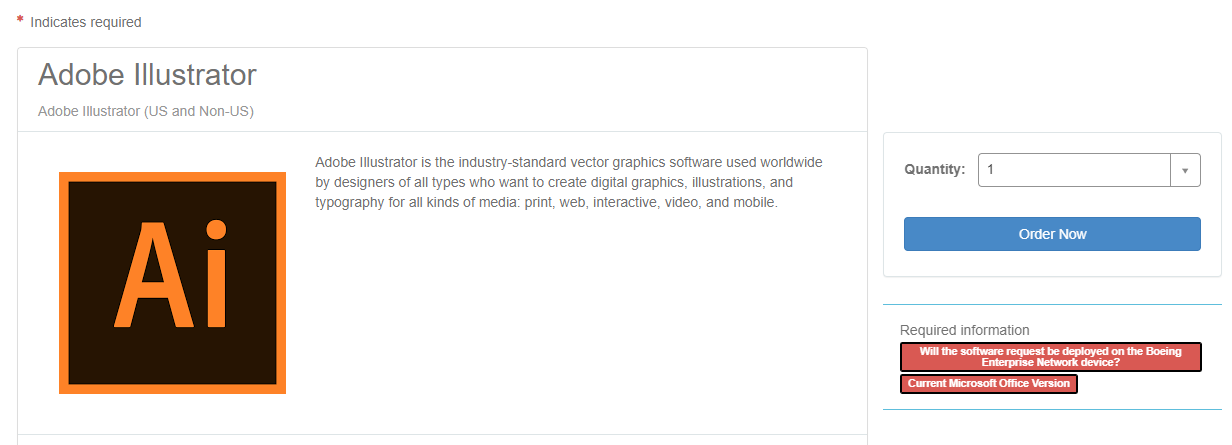 * Indicates required
Adobe Illustrator
Adobe Illustrator (US and Non-US)
Ai
Adobe Illustrator is the industry-standard vector graphics software used worldwide
by designers of all types who want to create digital graphics, illustrations, and
typography for all kinds of media: print, web, interactive, video, and mobile.
Quantity: 1
Order Now
Required information
Will the software request be deployed on the Boeing
Enterprise Network device?
Current Microsoft Office Version